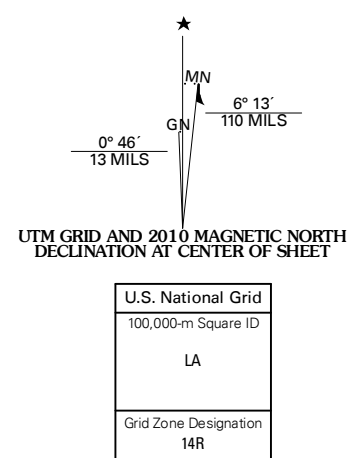 MN
GN
6° 13´
110 MILS
0° 46´
13 MILS
UTM GRID AND 2010 MAGNETIC NORTH
DECLINATION AT CENTER OF SHEET
U.S. National Grid
100,000-m Square ID
LA
Grid Zone Designation
14R